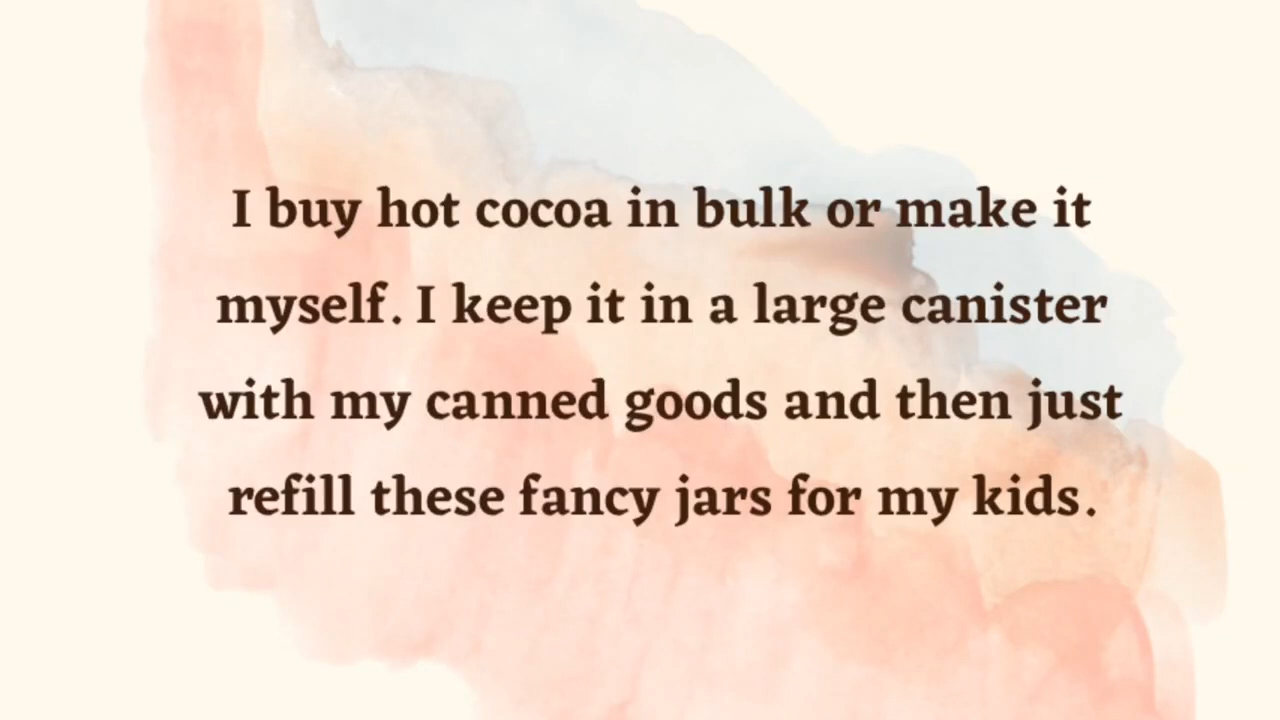 I buy hot cocoa in bulk or make it
myself. I keep it in a large canister
with my canned goods and then just
refill these fancy jars for my kids.